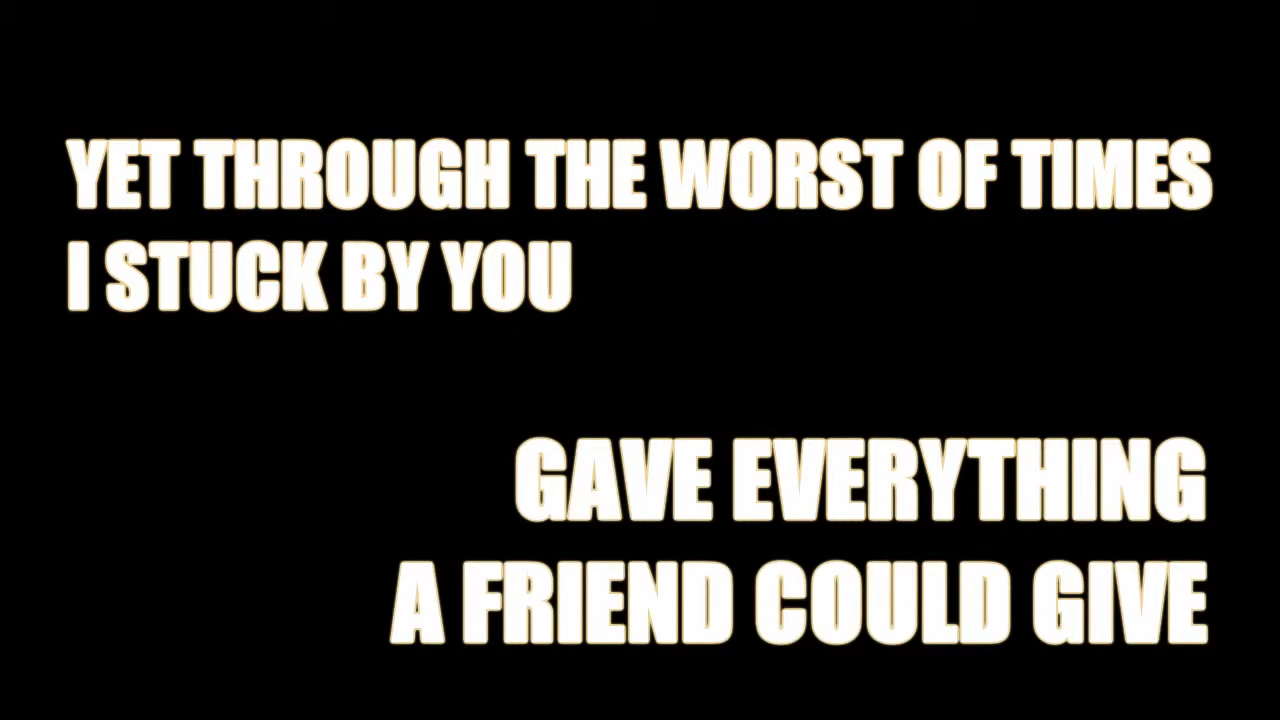 YET THROUGH THE WORST OF TIMES
I STUCK BY YOU
GAVE EVERYTHING
A FRIEND COULD GIVE